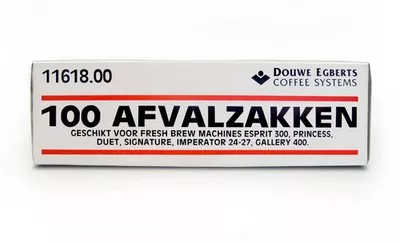 11618.00
DOUWE EGBERTS
COFFEE SYSTEMS
100 AFVALZAKKEN
GESCHIKT VOOR FRESH BREW MACHINES ESPRIT 300, PRINCESS,
DUET, SIGNATURE, IMPERATOR 24-27, GALLERY 400.